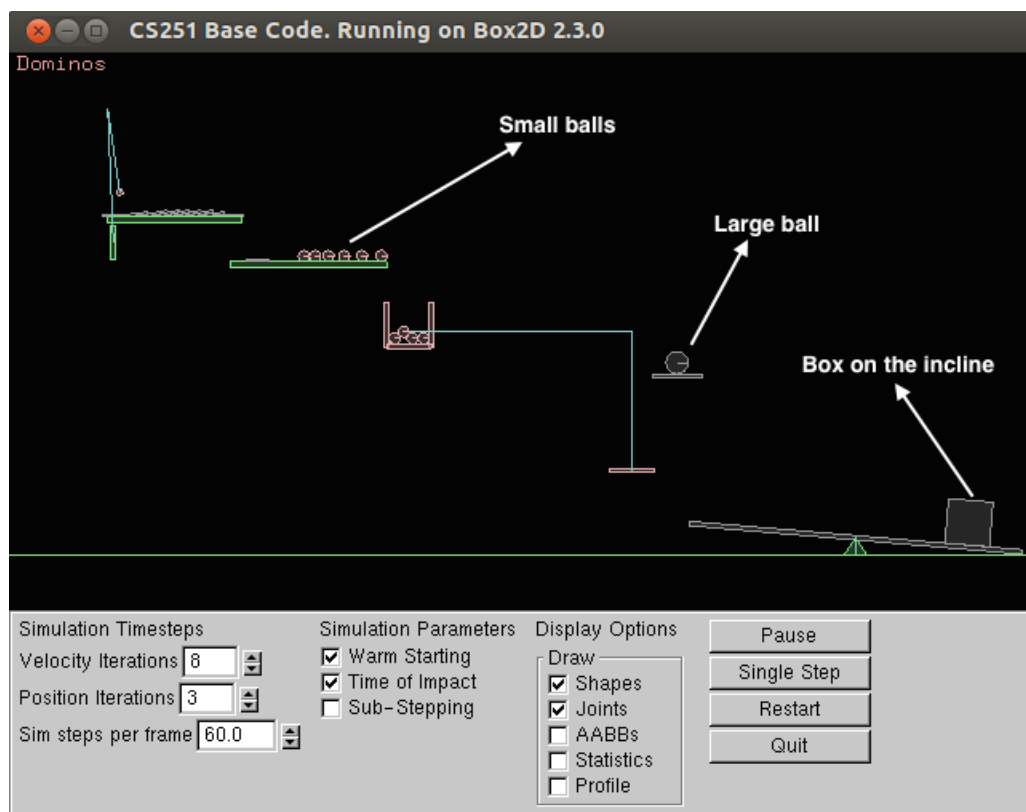 CS251 Base Code. Running on Box2D 2.3.0
Dominos
Small balls
Large ball
Box on the incline
Simulation Timesteps
Velocity Iterations 8
Position Iterations 3
Sim steps per frame 60.0
Simulation Parameters
Warm Starting
Time of Impact
Sub-Stepping
Display Options
Draw
Shapes
Joints
AABBs
Statistics
Profile
Pause
Single Step
Restart
Quit